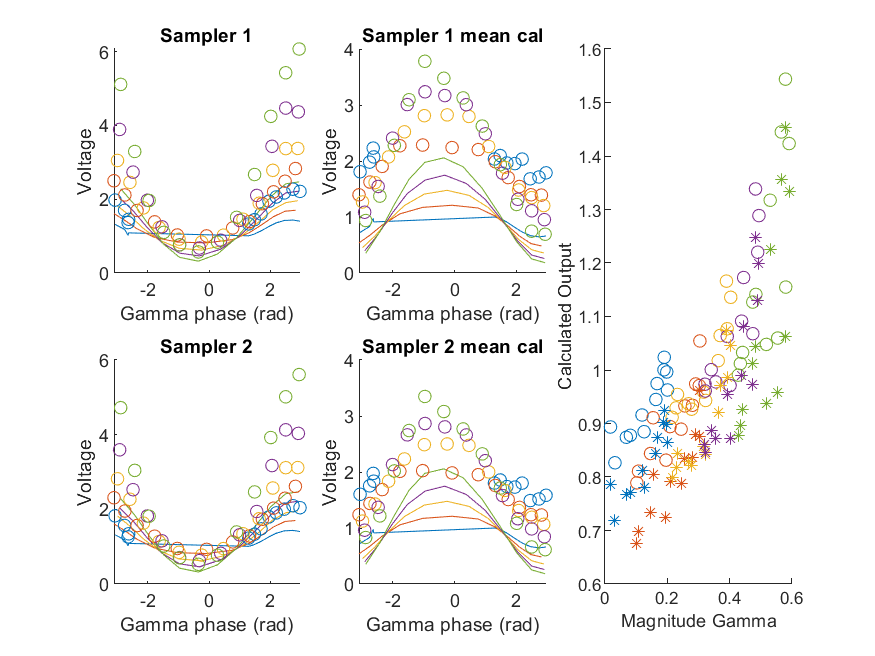 Sampler 1
6
4
2
0
Voltage
-2 0 2
Gamma phase (rad)
Sampler 1 mean cal
4
3
2
1
0
Voltage
-2 0 2
Gamma phase (rad)
Sampler 2
6
4
2
0
Voltage
-2 0 2
Gamma phase (rad)
Sampler 2 mean cal
4
3
2
1
0
Voltage
-2 0 2
Gamma phase (rad)
1.6
1.5
1.4
1.3
1.2
1.1
1
0.9
0.8
0.7
0.6
Calculated Output
0 0.2 0.4 0.6
Magnitude Gamma